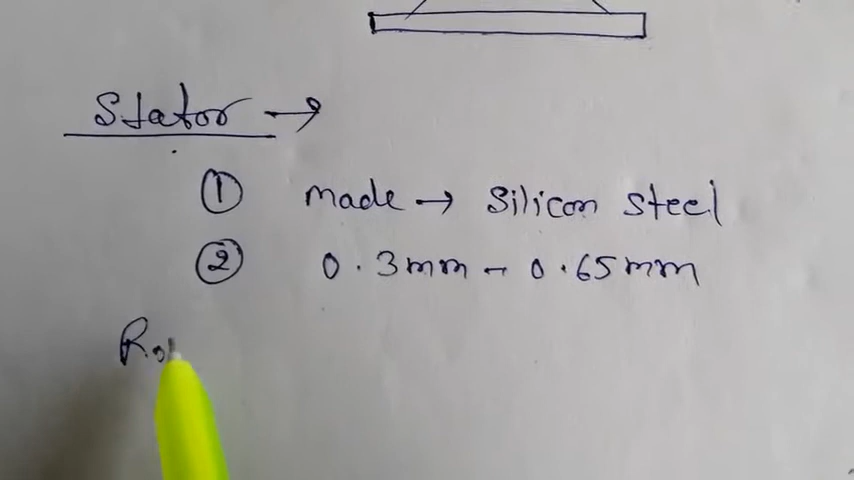 Stator →
① made → Silicon steel
② 0.3mm - 0.65mm